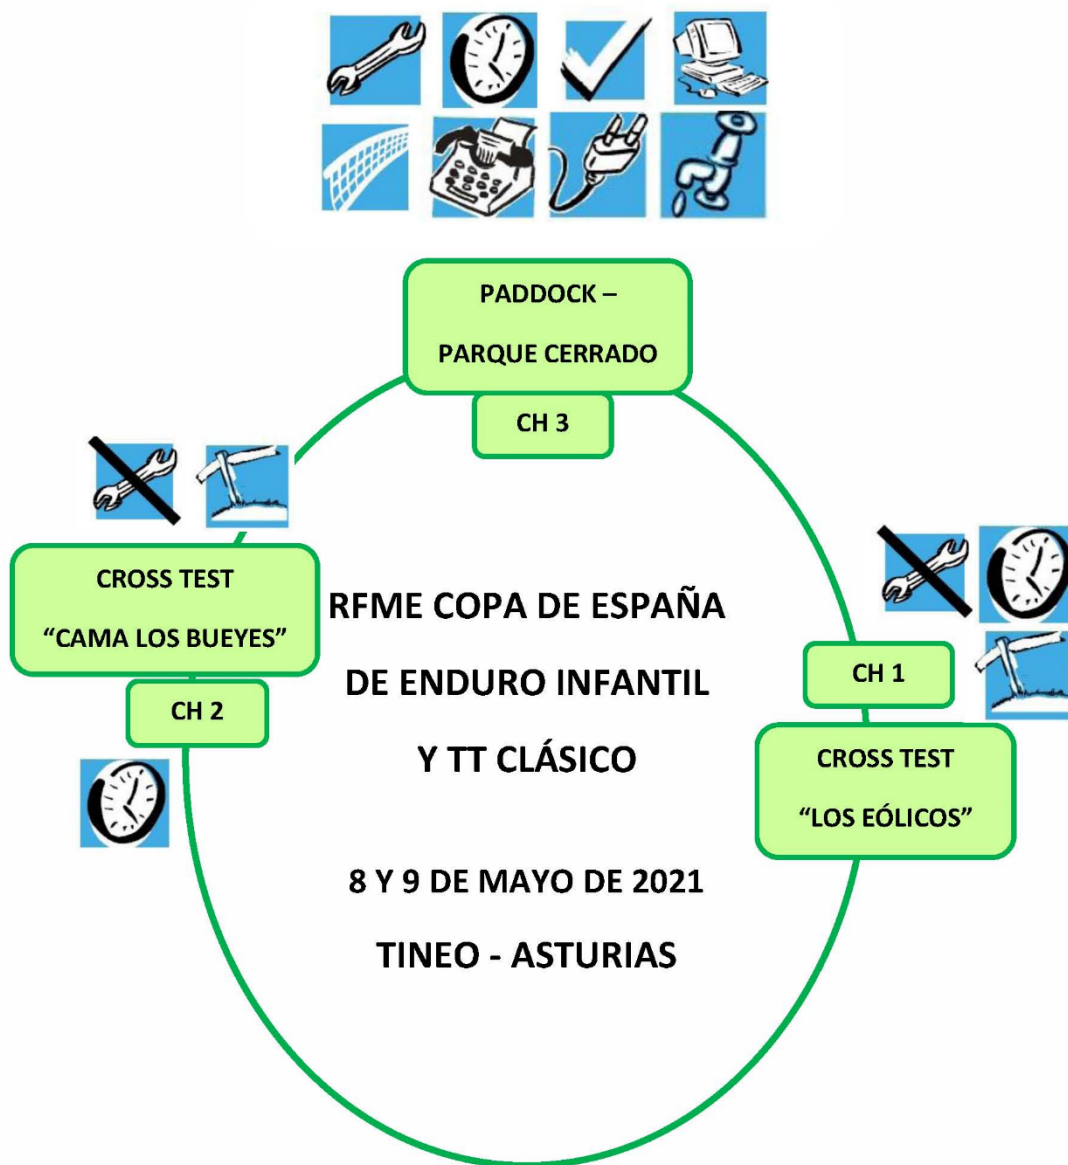 PADDOCK –
PARQUE CERRADO
CH 3
CROSS TEST
“CAMA LOS BUEYES”
CH 2
RFME COPA DE ESPAÑA
DE ENDURO INFANTIL
Y TT CLÁSICO
8 Y 9 DE MAYO DE 2021
TINEO - ASTURIAS
CH 1
CROSS TEST
“LOS EÓLICOS”